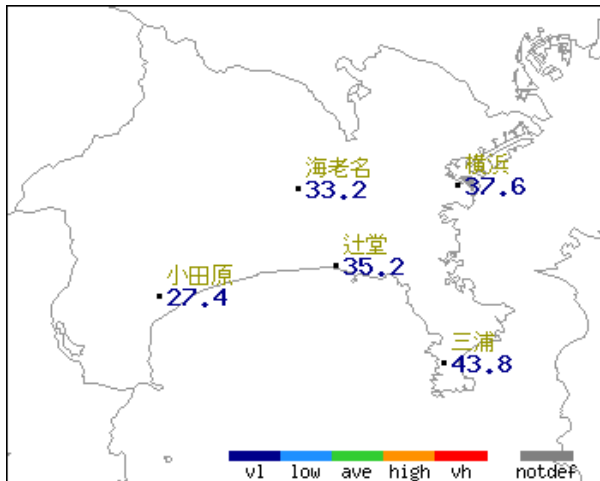 海老名
33.2
横浜
37.6
辻堂
35.2
小田原
27.4
三浦
43.8
vl low ave high vh notdef